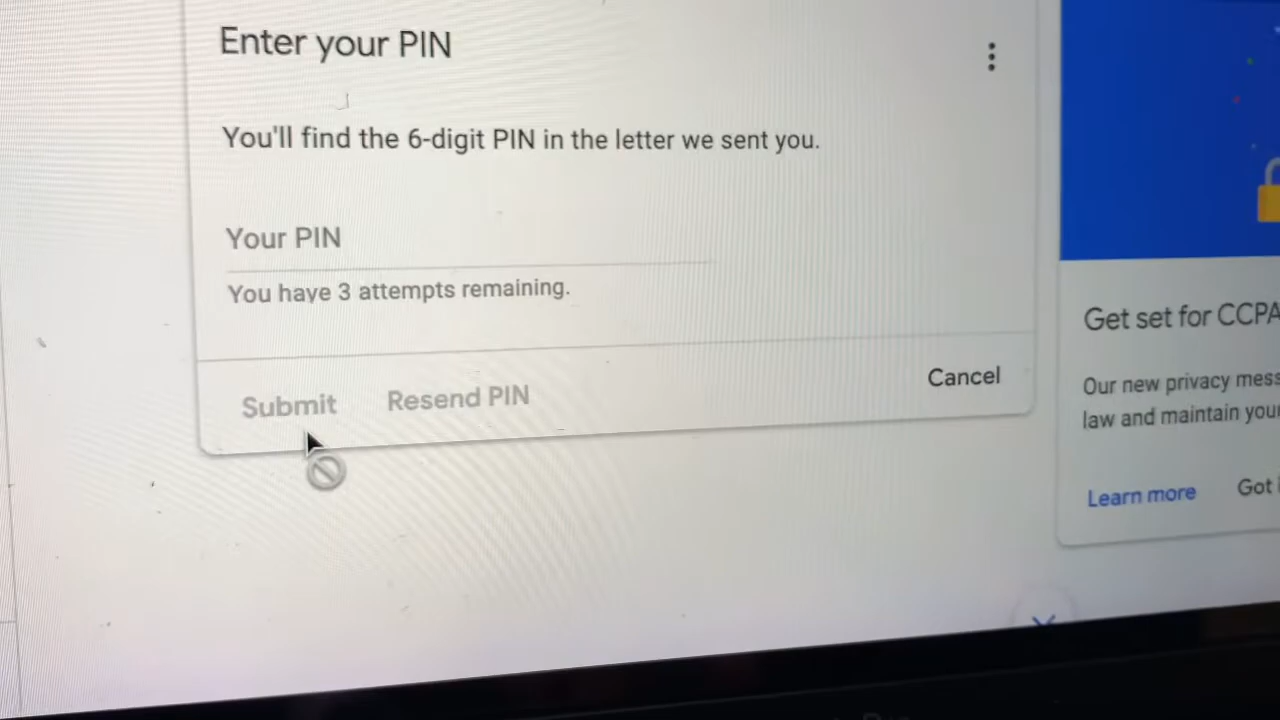 Enter your PIN
You'll find the 6-digit PIN in the letter we sent you.
Your PIN
You have 3 attempts remaining.
Submit
Resend PIN
Cancel
Get set for CCPA
Our new privacy
law and maintain
Learn more
Got